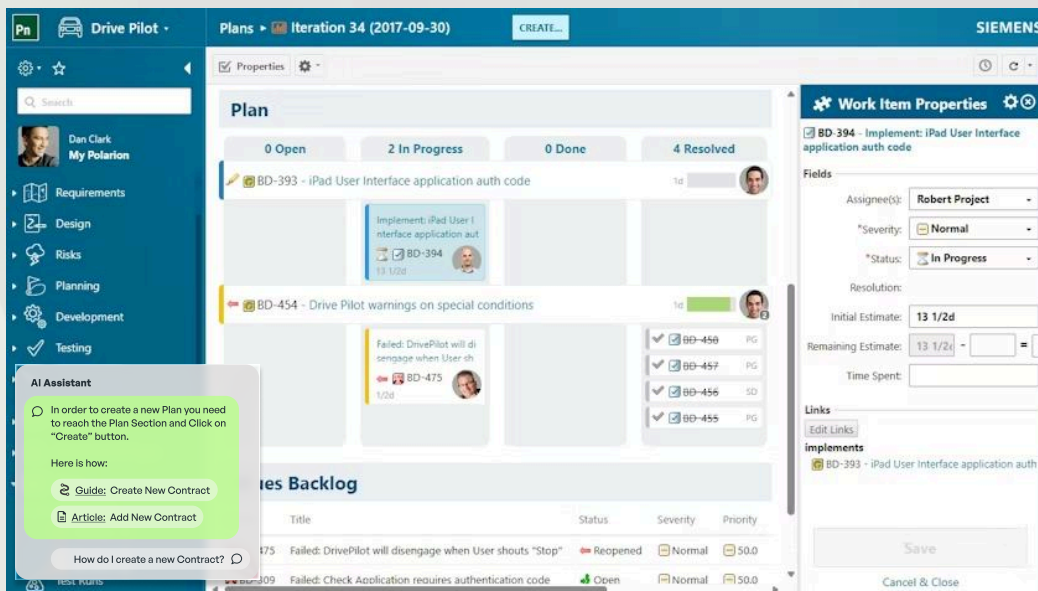 Pn
Drive Pilot
Plans ▸ Iteration 34 (2017-09-30)
CREATE...
SIEMENS
Search
Dan Clark
My Polarion
Requirements
Design
Risks
Planning
Development
Testing
Test Runs
AI Assistant
In order to create a new Plan you need
to reach the Plan Section and Click on
“Create” button.
Here is how:
Guide: Create New Contract
Article: Add New Contract
How do I create a new Contract?
Properties
Plan
0 Open
2 In Progress
0 Done
4 Resolved
BD-393 - iPad User Interface application auth code
1d
Implement: iPad User I
nterface application aut
BD-394
13 1/2d
BD-454 - Drive Pilot warnings on special conditions
1d
2
Failed: DrivePilot will di
sengage when User sh
BD-475
1/2d
BD-458 PG
BD-457 PG
BD-456 SD
BD-455 PG
ues Backlog
Title Status Severity Priority
475 Failed: DrivePilot will disengage when User shouts "Stop" Reopened Normal 50.0
309 Failed: Check Application requires authentication code Open Normal 50.0
Work Item Properties
BD-394 - Implement: iPad User Interface
application auth code
Fields
Assignee(s): Robert Project
*Severity: Normal
*Status: In Progress
Resolution:
Initial Estimate: 13 1/2d
Remaining Estimate: 13 1/2d - =
Time Spent:
Links
Edit Links
implements
BD-393 - iPad User Interface application auth
Save
Cancel & Close